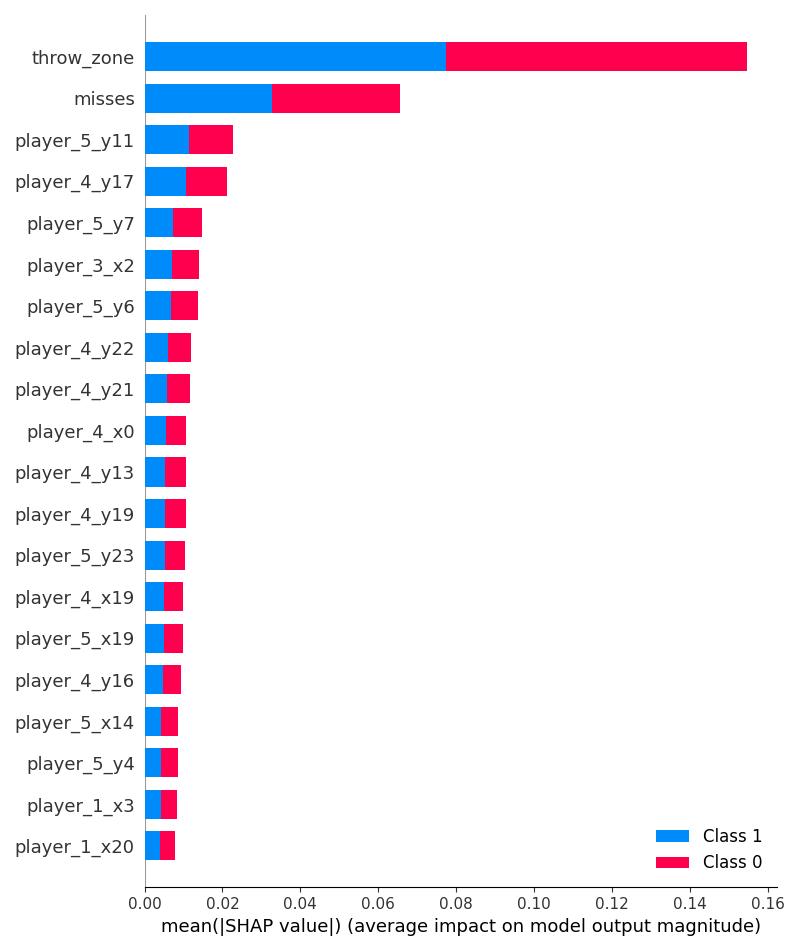 throw_zone
misses
player_5_y11
player_4_y17
player_5_y7
player_3_x2
player_5_y6
player_4_y22
player_4_y21
player_4_x0
player_4_y13
player_4_y19
player_5_y23
player_4_x19
player_5_x19
player_4_y16
player_5_x14
player_5_y4
player_1_x3
player_1_x20
Class 1
Class 0
0.00 0.02 0.04 0.06 0.08 0.10 0.12 0.14 0.16
mean(|SHAP value|) (average impact on model output magnitude)